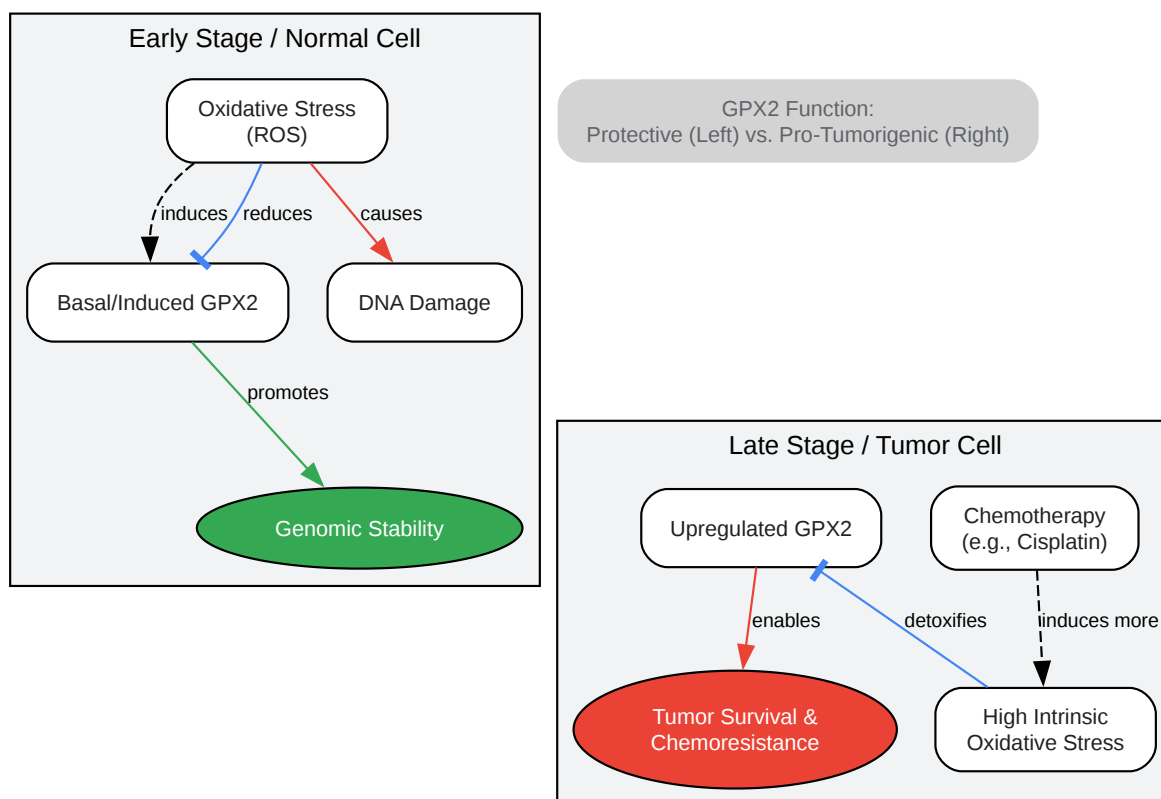 Early Stage / Normal Cell
Oxidative Stress
(ROS)
induces
reduces
causes
Basal/Induced GPX2
DNA Damage
promotes
Genomic Stability
GPX2 Function:
Protective (Left) vs. Pro-Tumorigenic (Right)
Late Stage / Tumor Cell
Upregulated GPX2
Chemotherapy
(e.g., Cisplatin)
enables
detoxifies
induces more
Tumor Survival &
Chemoresistance
High Intrinsic
Oxidative Stress